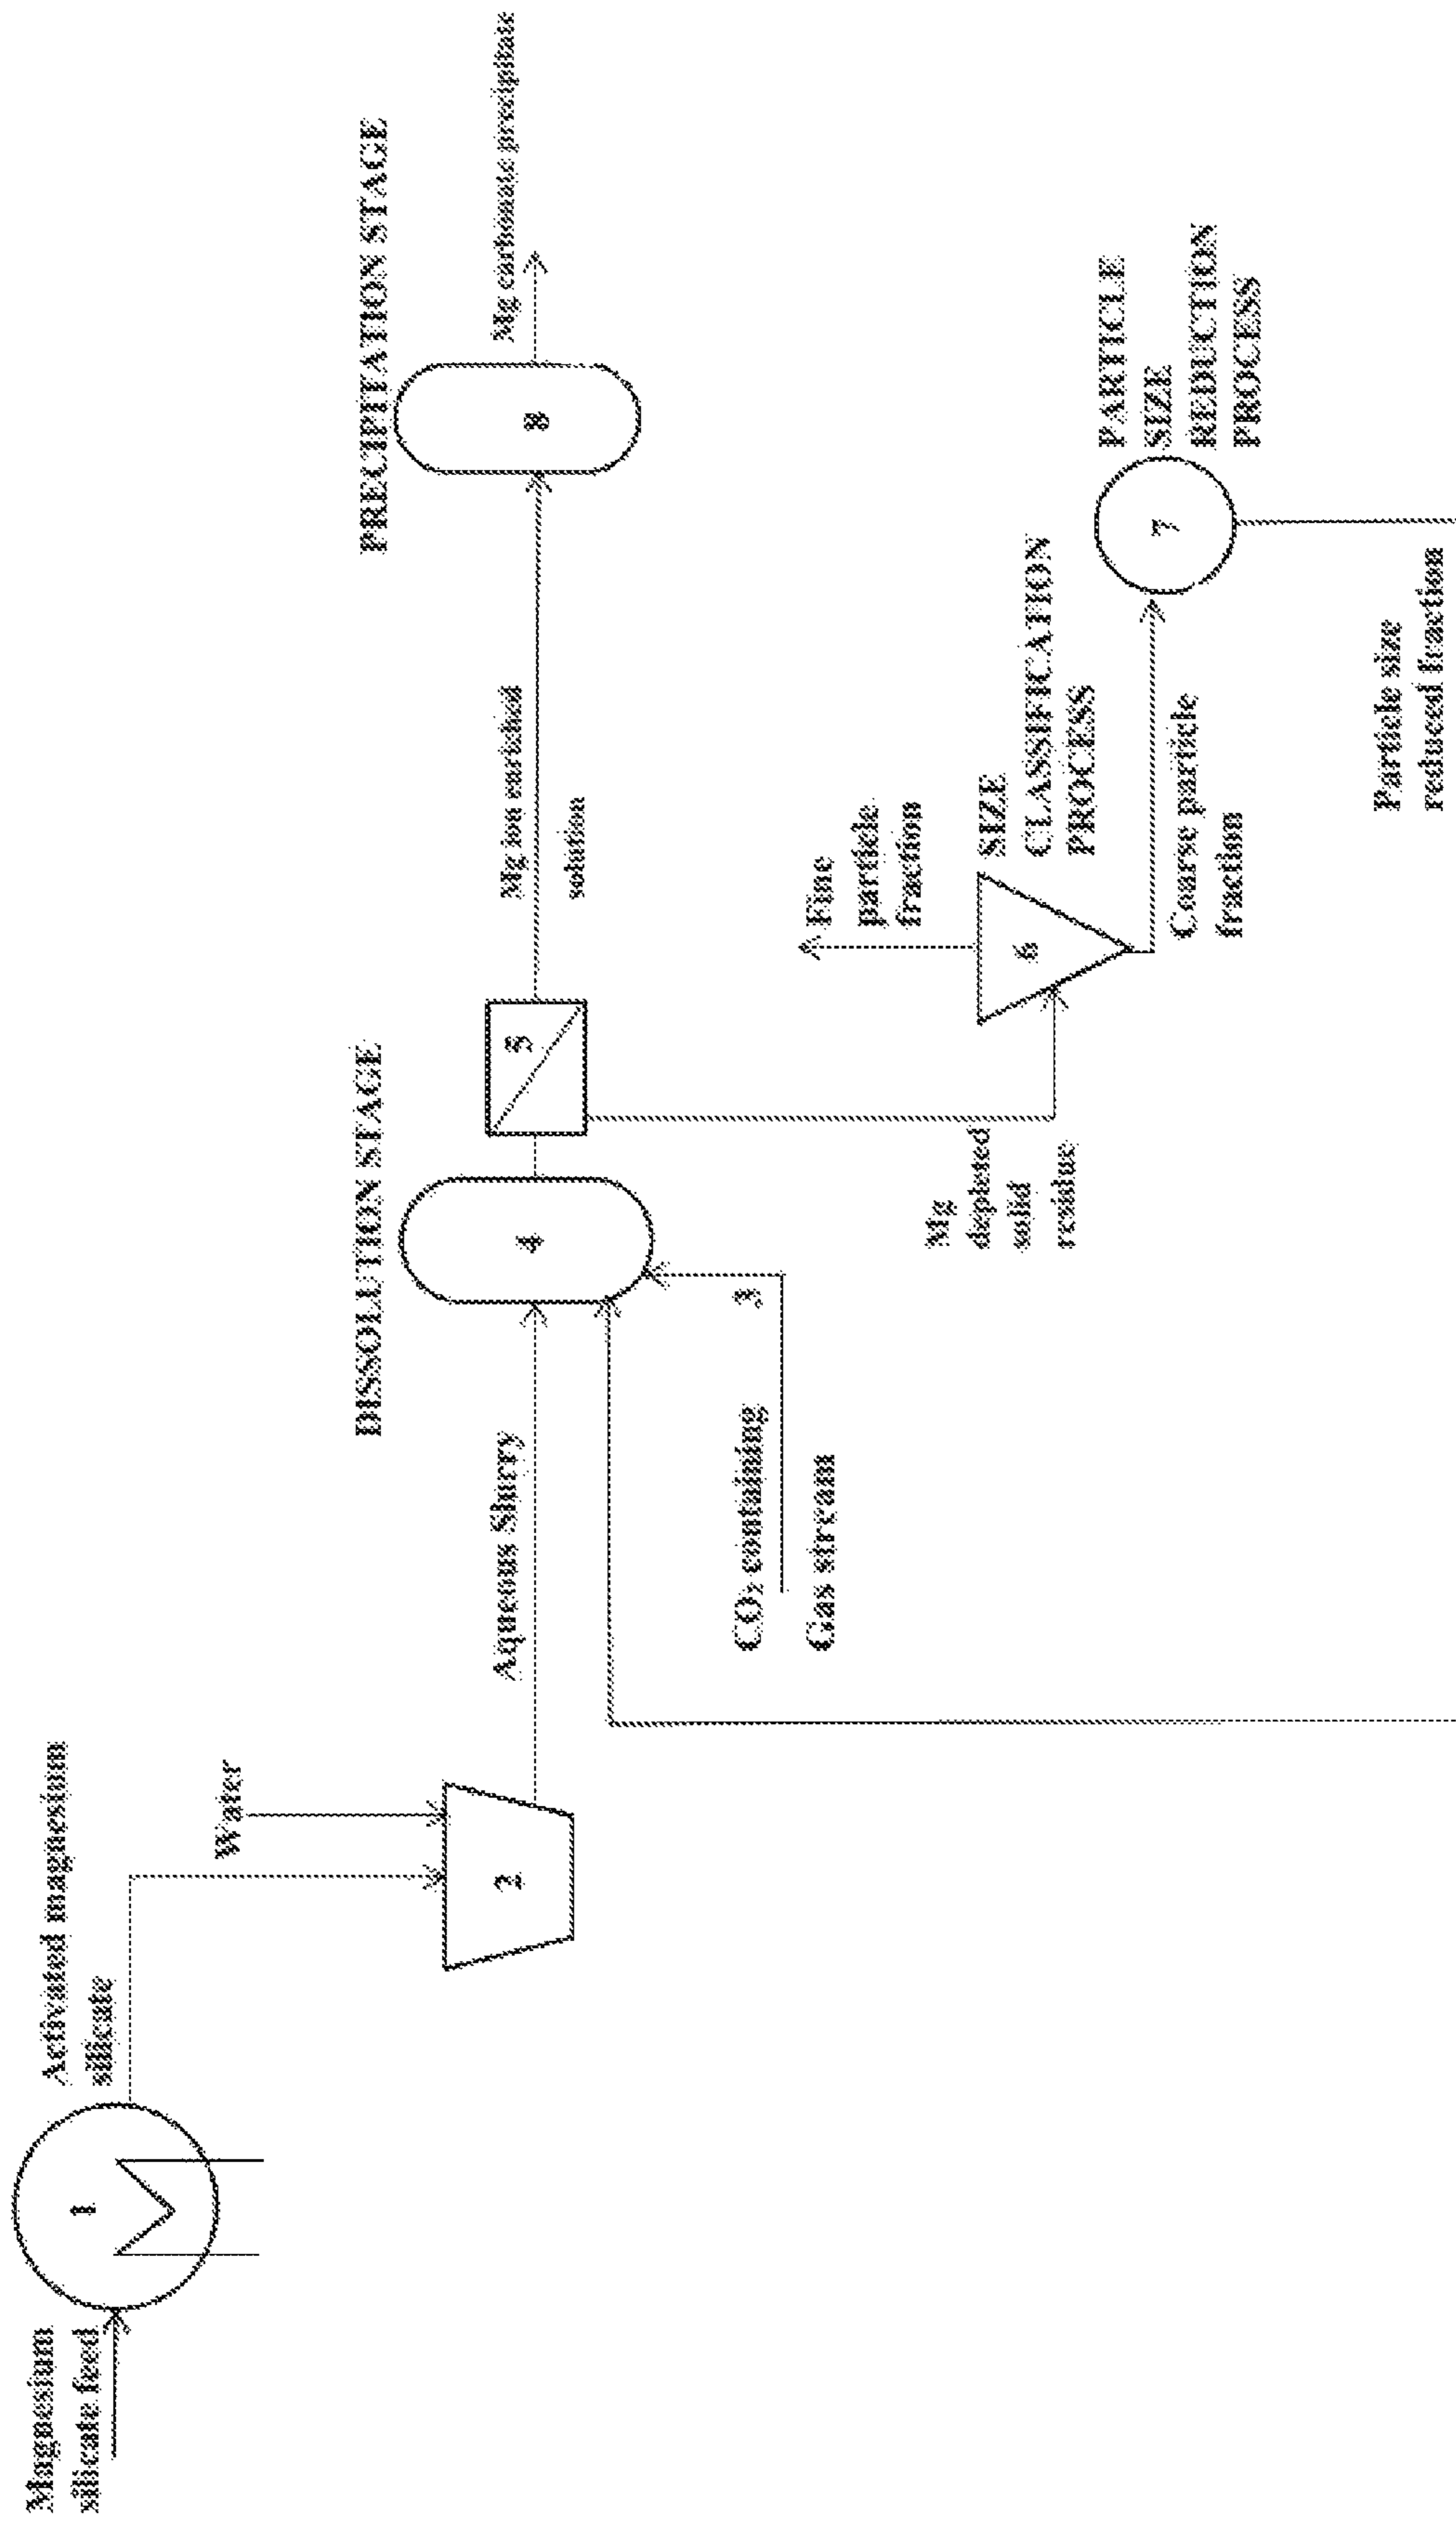 Magnesium
silicate feed
1
Activated magnesium
silicate
Water
2
Aqueous Slurry
CO₂ containing
Gas stream
3
DISSOLUTION STAGE
4
5
Mg ion enriched
solution
PRECIPITATION STAGE
8
Mg carbonate precipitate
Mg
depleted
solid
residue
Fine
particle
fraction
6
SIZE
CLASSIFICATION
PROCESS
Coarse particle
fraction
7
PARTICLE
SIZE
REDUCTION
PROCESS
Particle size
reduced fraction